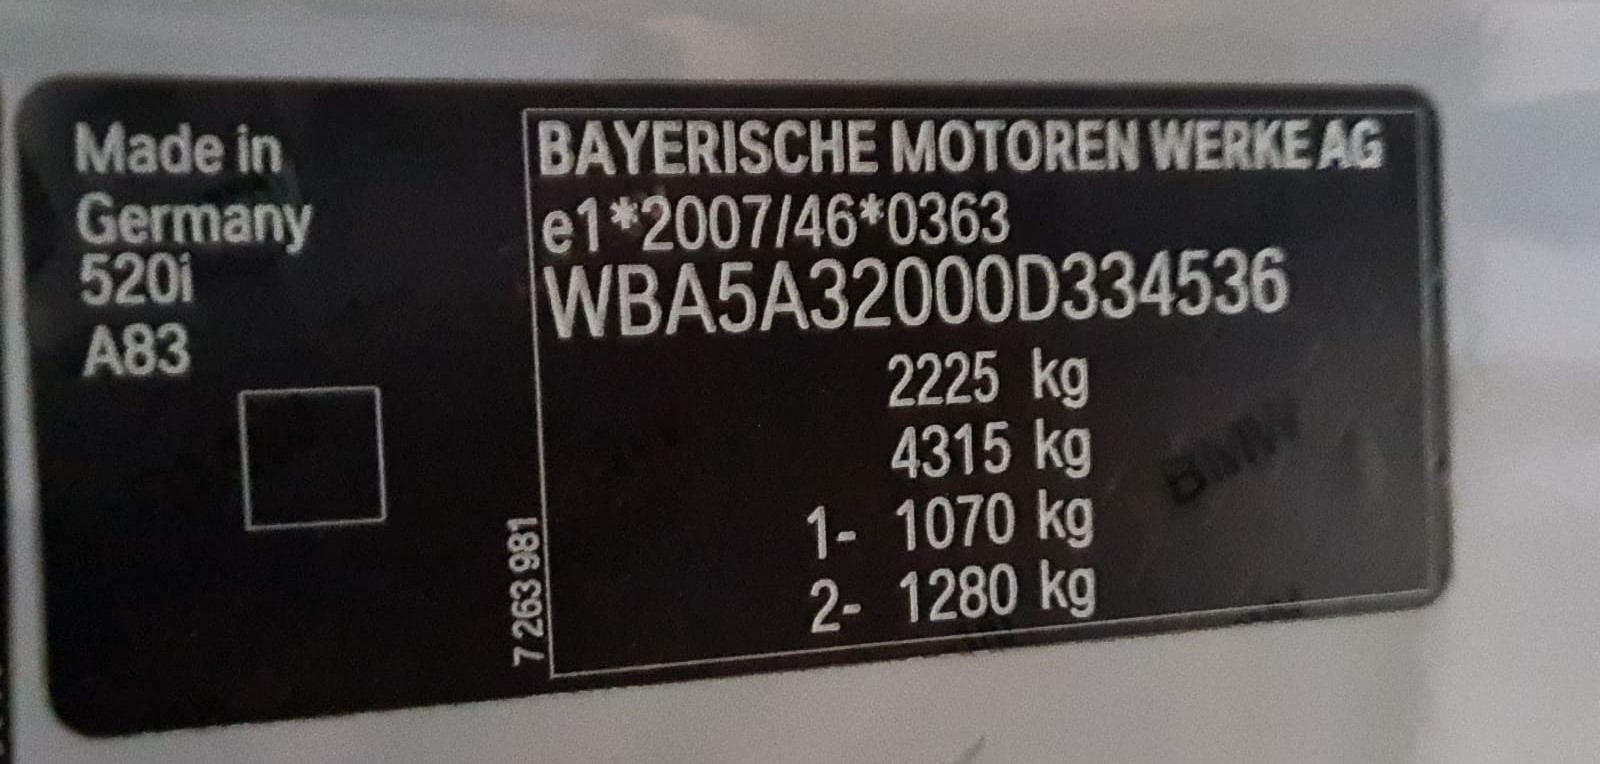 Made in
Germany
520i
A83
7 263 981
BAYERISCHE MOTOREN WERKE AG
e1*2007/46*0363
WBA5A32000D334536
2225 kg
4315 kg
1- 1070 kg
2- 1280 kg
BMW